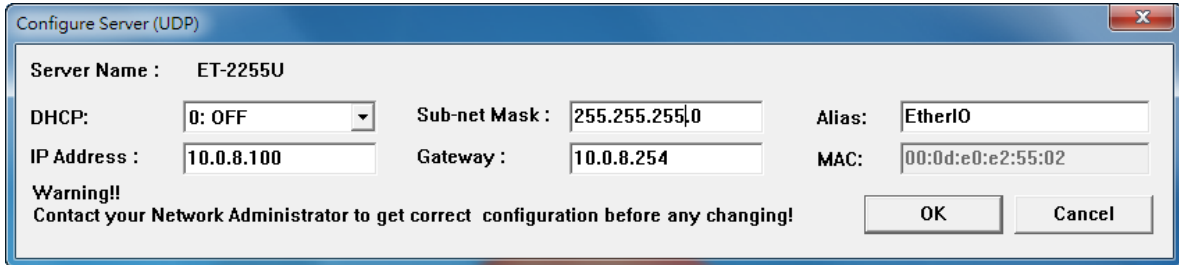 Configure Server (UDP)
Server Name : ET-2255U
DHCP: 0: OFF Sub-net Mask : 255.255.255.0 Alias: EtherIO
IP Address : 10.0.8.100 Gateway : 10.0.8.254 MAC: 00:0d:e0:e2:55:02
Warning!!
Contact your Network Administrator to get correct configuration before any changing!
OK Cancel